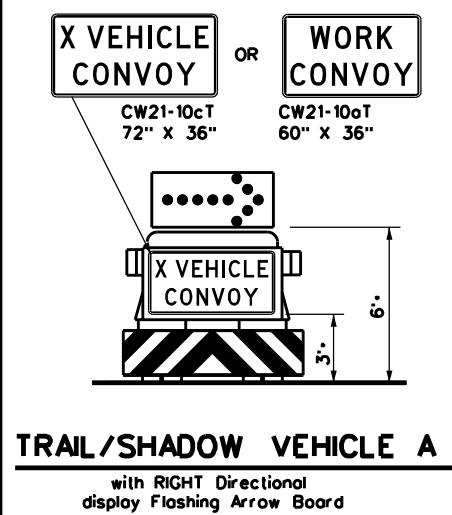 X VEHICLE
CONVOY
OR
WORK
CONVOY
CW21-10cT
72" X 36"
CW21-10aT
60" X 36"
X VEHICLE
CONVOY
6'±
3'±
TRAIL/SHADOW VEHICLE A
with RIGHT Directional
display Flashing Arrow Board